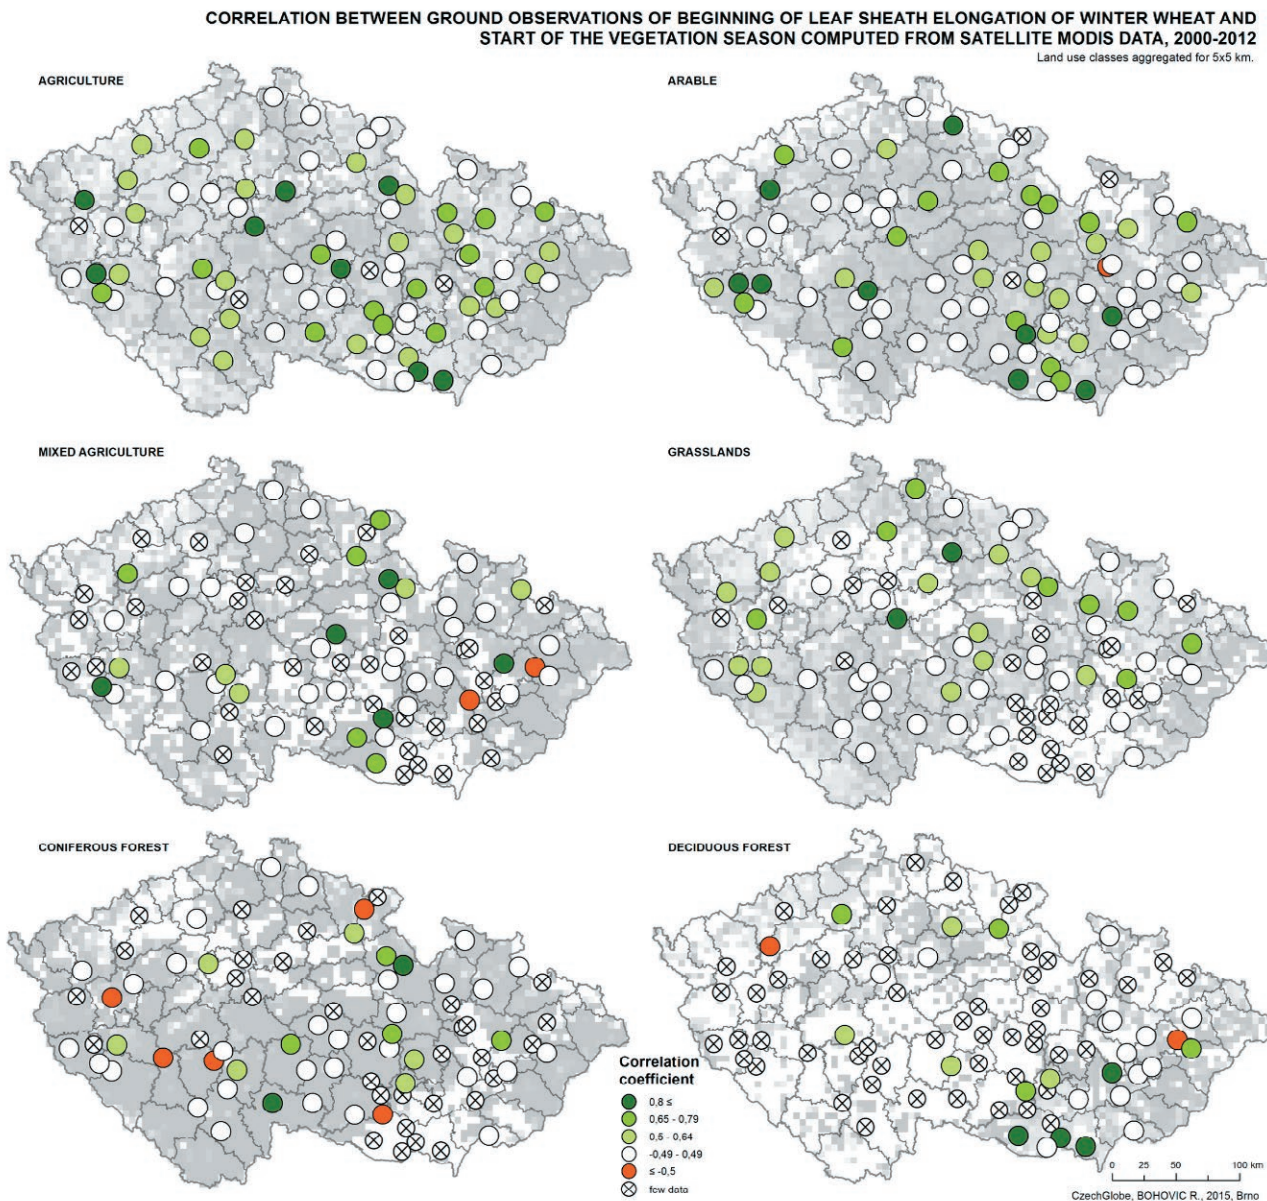 CORRELATION BETWEEN GROUND OBSERVATIONS OF BEGINNING OF LEAF SHEATH ELONGATION OF WINTER WHEAT AND
START OF THE VEGETATION SEASON COMPUTED FROM SATELLITE MODIS DATA, 2000-2012
Land use classes aggregated for 5x5 km.
AGRICULTURE
ARABLE
MIXED AGRICULTURE
GRASSLANDS
CONIFEROUS FOREST
DECIDUOUS FOREST
Correlation
coefficient
0,8 ≤
0,65 - 0,79
0,5 - 0,64
-0,49 - 0,49
≤ -0,5
few data
0 25 50 100 km
CzechGlobe, BOHOVIC R., 2015, Brno